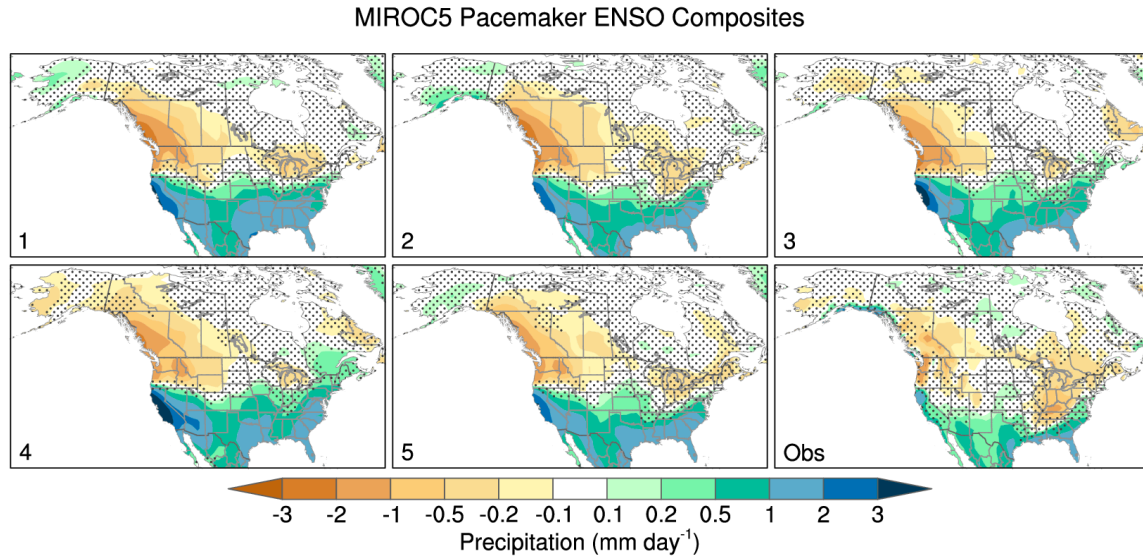 MIROC5 Pacemaker ENSO Composites
1
2
3
4
5
Obs
-3 -2 -1 -0.5 -0.2 -0.1 0.1 0.2 0.5 1 2 3
Precipitation (mm day⁻¹)